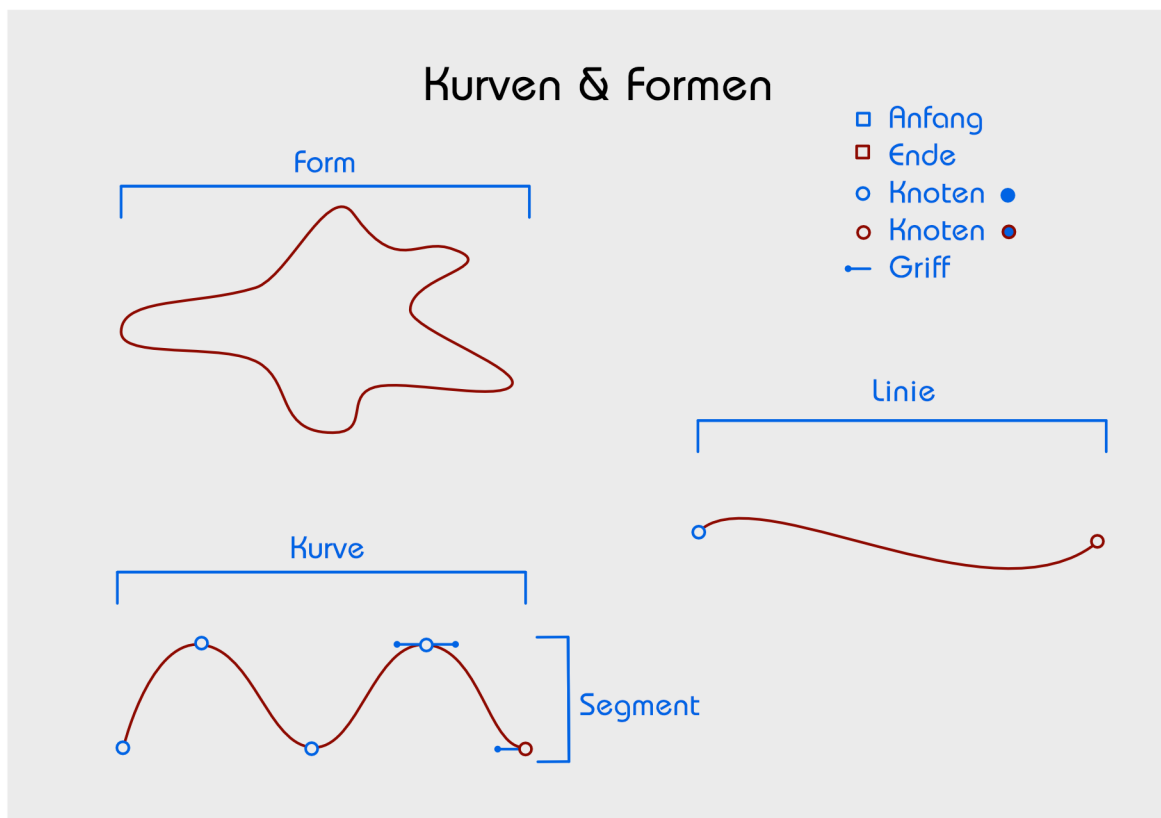 Kurven & Formen
Anfang
Ende
Knoten
Knoten
Griff
Form
Linie
Kurve
Segment